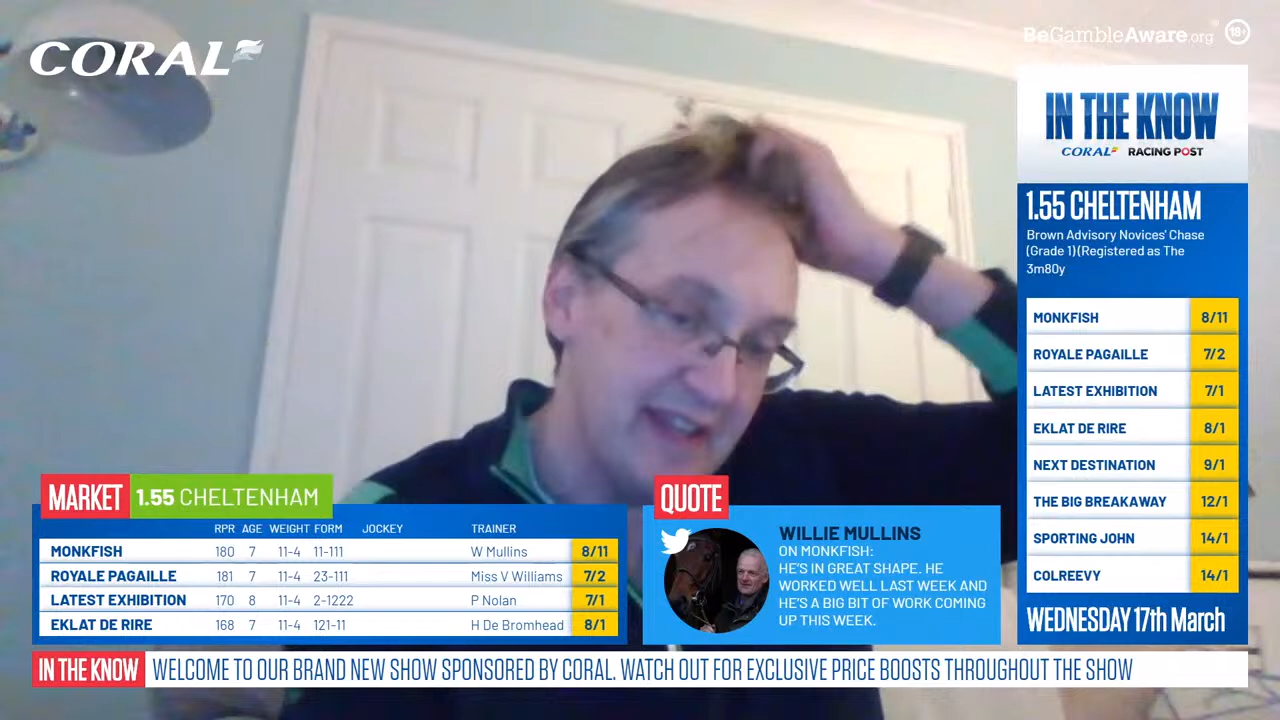 CORAL
BeGambleAware.org 18+
IN THE KNOW
CORAL RACING POST
1.55 CHELTENHAM
Brown Advisory Novices' Chase
(Grade 1)(Registered as The
3m80y
MONKFISH 8/11
ROYALE PAGAILLE 7/2
LATEST EXHIBITION 7/1
EKLAT DE RIRE 8/1
NEXT DESTINATION 9/1
THE BIG BREAKAWAY 12/1
SPORTING JOHN 14/1
COLREEVY 14/1
WEDNESDAY 17th March
MARKET 1.55 CHELTENHAM
RPR AGE WEIGHT FORM JOCKEY TRAINER
MONKFISH 180 7 11-4 11-111 W Mullins 8/11
ROYALE PAGAILLE 181 7 11-4 23-111 Miss V Williams 7/2
LATEST EXHIBITION 170 8 11-4 2-1222 P Nolan 7/1
EKLAT DE RIRE 168 7 11-4 121-11 H De Bromhead 8/1
QUOTE
WILLIE MULLINS
ON MONKFISH:
HE'S IN GREAT SHAPE. HE
WORKED WELL LAST WEEK AND
HE'S A BIG BIT OF WORK COMING
UP THIS WEEK.
IN THE KNOW WELCOME TO OUR BRAND NEW SHOW SPONSORED BY CORAL. WATCH OUT FOR EXCLUSIVE PRICE BOOSTS THROUGHOUT THE SHOW